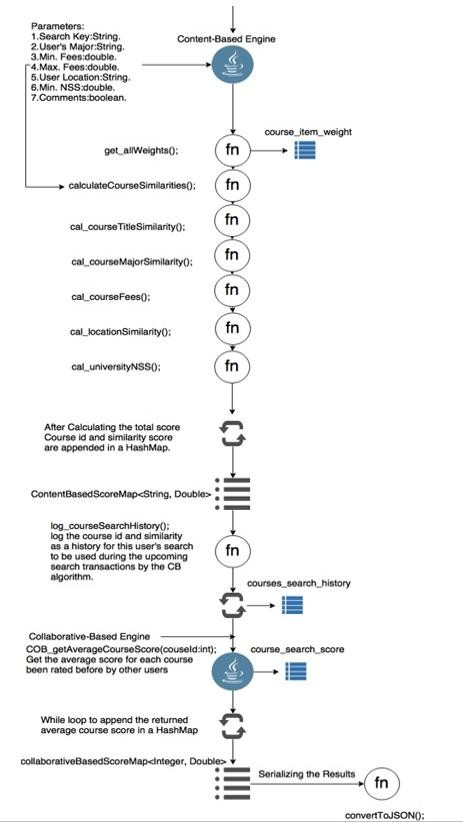 Parameters:
1.Search Key:String.
2.User's Major:String.
3.Min. Fees:double.
4.Max. Fees:double.
5.User Location:String.
6.Min. NSS:double.
7.Comments:boolean.
Content-Based Engine
course_item_weight
get_allWeights();
fn
calculateCourseSimilarities();
fn
cal_courseTitleSimilarity();
fn
cal_courseMajorSimilarity();
fn
cal_courseFees();
fn
cal_locationSimilarity();
fn
cal_universityNSS();
fn
After Calculating the total score
Course id and similarity score
are appended in a HashMap.
ContentBasedScoreMap<String, Double>
log_courseSearchHistory();
log the course id and similarity
as a history for this user's search
to be used during the upcoming
search transactions by the CB
algorithm.
fn
courses_search_history
Collaborative-Based Engine
COB_getAverageCourseScore(couseId:int);
Get the average score for each course
been rated before by other users
course_search_score
While loop to append the returned
average course score in a HashMap
collaborativeBasedScoreMap<Integer, Double>
Serializing the Results
fn
convertToJSON();